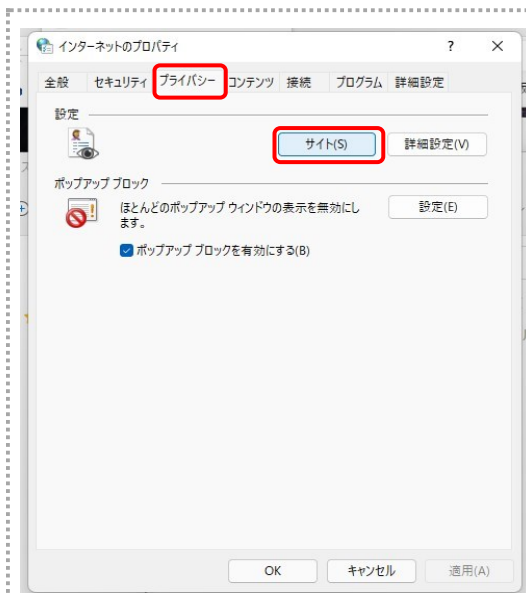 インターネットのプロパティ ? ×
全般 セキュリティ プライバシー コンテンツ 接続 プログラム 詳細設定
設定
サイト(S) 詳細設定(V)
ポップアップ ブロック
ほとんどのポップアップ ウィンドウの表示を無効にし 設定(E)
ます。
ポップアップ ブロックを有効にする(B)
OK キャンセル 適用(A)